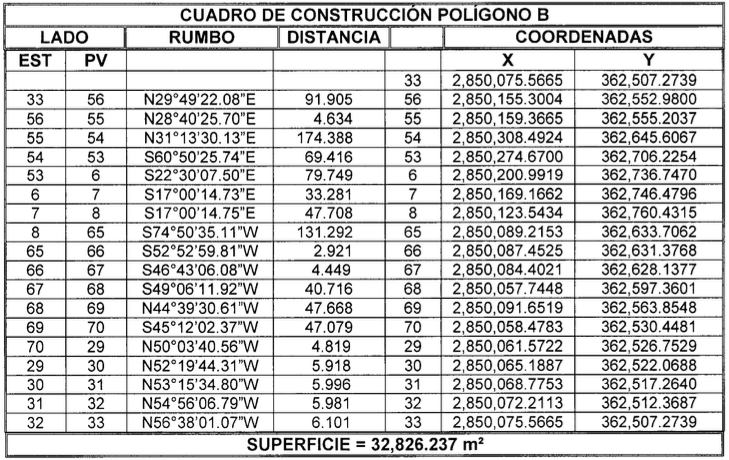 CUADRO DE CONSTRUCCIÓN POLÍGONO B
LADO RUMBO DISTANCIA COORDENADAS
EST PV X Y
33 2,850,075.5665 362,507.2739
33 56 N29°49'22.08"E 91.905 56 2,850,155.3004 362,552.9800
56 55 N28°40'25.70"E 4.634 55 2,850,159.3665 362,555.2037
55 54 N31°13'30.13"E 174.388 54 2,850,308.4924 362,645.6067
54 53 S60°50'25.74"E 69.416 53 2,850,274.6700 362,706.2254
53 6 S22°30'07.50"E 79.749 6 2,850,200.9919 362,736.7470
6 7 S17°00'14.73"E 33.281 7 2,850,169.1662 362,746.4796
7 8 S17°00'14.75"E 47.708 8 2,850,123.5434 362,760.4315
8 65 S74°50'35.11"W 131.292 65 2,850,089.2153 362,633.7062
65 66 S52°52'59.81"W 2.921 66 2,850,087.4525 362,631.3768
66 67 S46°43'06.08"W 4.449 67 2,850,084.4021 362,628.1377
67 68 S49°06'11.92"W 40.716 68 2,850,057.7448 362,597.3601
68 69 N44°39'30.61"W 47.668 69 2,850,091.6519 362,563.8548
69 70 S45°12'02.37"W 47.079 70 2,850,058.4783 362,530.4481
70 29 N50°03'40.56"W 4.819 29 2,850,061.5722 362,526.7529
29 30 N52°19'44.31"W 5.918 30 2,850,065.1887 362,522.0688
30 31 N53°15'34.80"W 5.996 31 2,850,068.7753 362,517.2640
31 32 N54°56'06.79"W 5.981 32 2,850,072.2113 362,512.3687
32 33 N56°38'01.07"W 6.101 33 2,850,075.5665 362,507.2739
SUPERFICIE = 32,826.237 m²